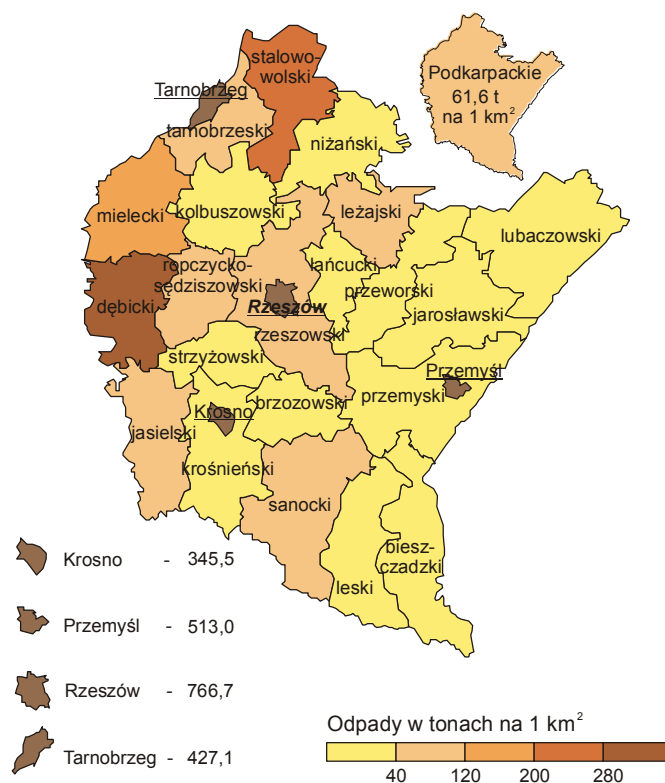 stalowo-
wolski
Podkarpackie
61,6 t
na 1 km²
Tarnobrzeg
tarnobrzeski
niżański
mielecki
kolbuszowski
leżajski
lubaczowski
ropczycko-
sędziszowski
łańcucki
dębicki
Rzeszów
przeworski
jarosławski
rzeszowski
strzyżowski
Przemyśl
przemyski
Krosno
brzozowski
jasielski
krośnieński
sanocki
biesz-
czadzki
leski
Krosno - 345,5
Przemyśl - 513,0
Rzeszów - 766,7
Tarnobrzeg - 427,1
Odpady w tonach na 1 km²
40 120 200 280